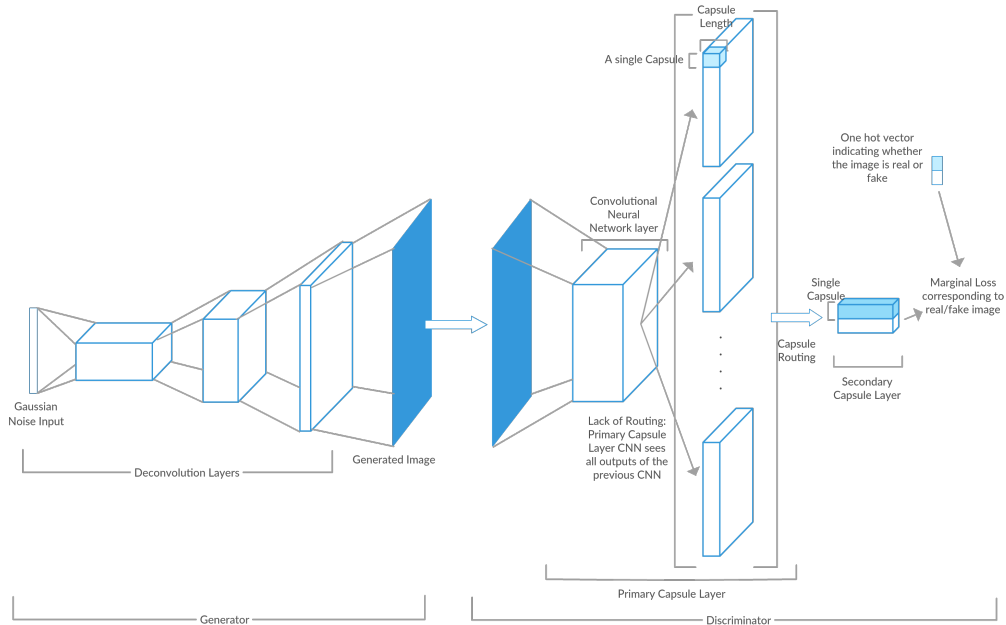 Capsule
Length
A single Capsule
One hot vector
indicating whether
the image is real or
fake
Convolutional
Neural
Network layer
Single
Capsule
Marginal Loss
corresponding to
real/fake image
Capsule
Routing
Secondary
Capsule Layer
Gaussian
Noise Input
Lack of Routing:
Primary Capsule
Layer CNN sees
all outputs of the
previous CNN
Generated Image
Deconvolution Layers
Primary Capsule Layer
Generator
Discriminator